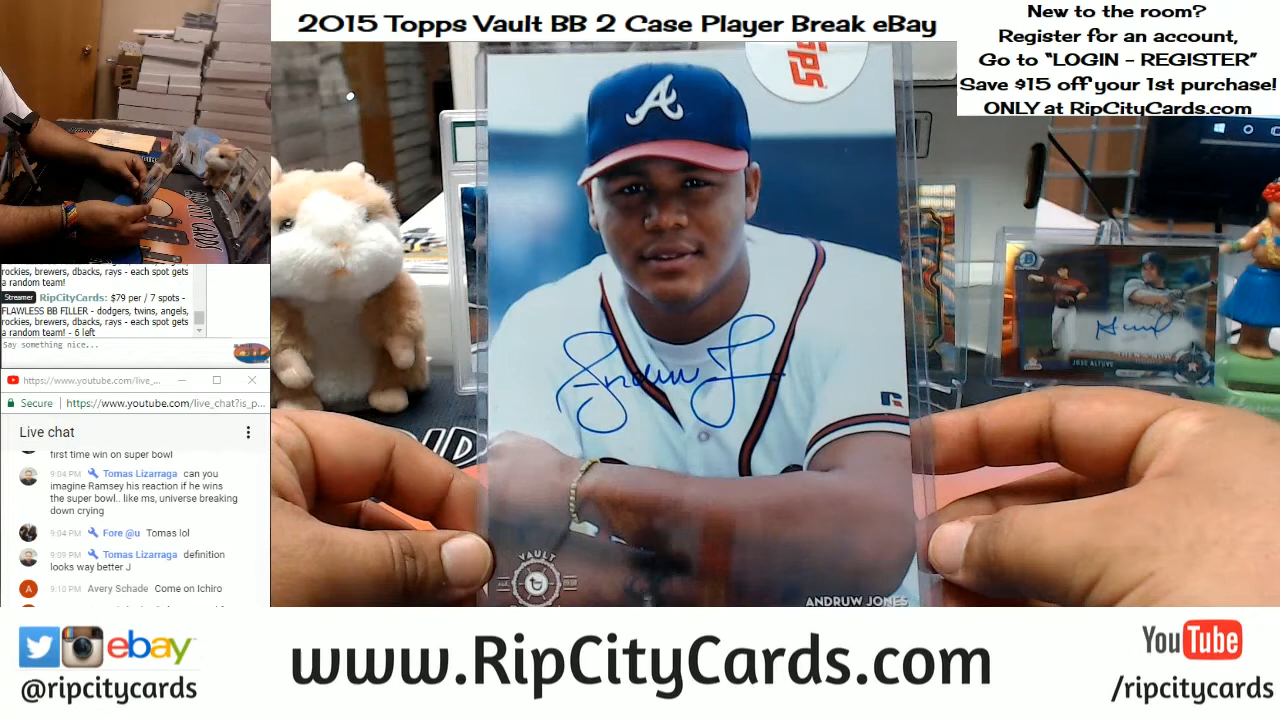 2015 Topps Vault BB 2 Case Player Break eBay
New to the room?
Register for an account,
Go to “LOGIN - REGISTER”
Save $15 off your 1st purchase!
ONLY at RipCityCards.com
rockies, brewers, dbacks, rays - each spot gets
a random team!
Streamer RipCityCards: $79 per / 7 spots -
FLAWLESS BB FILLER - dodgers, twins, angels,
rockies, brewers, dbacks, rays - each spot gets
a random team! - 6 left
Say something nice...
https://www.youtube.com/live_...
Secure https://www.youtube.com/live_chat?is_p...
Live chat
first time win on super bowl
9:04 PM Tomas Lizarraga can you
imagine Ramsey his reaction if he wins
the super bowl.. like ms, universe breaking
down crying
9:04 PM Fore @u Tomas lol
9:09 PM Tomas Lizarraga definition
looks way better J
A 9:10 PM Avery Schade Come on Ichiro
A
R
VAULT
ANDRUW JONES
JOSE ALTUVE
CARDS
ebay
@ripcitycards
www.RipCityCards.com
YouTube
/ripcitycards